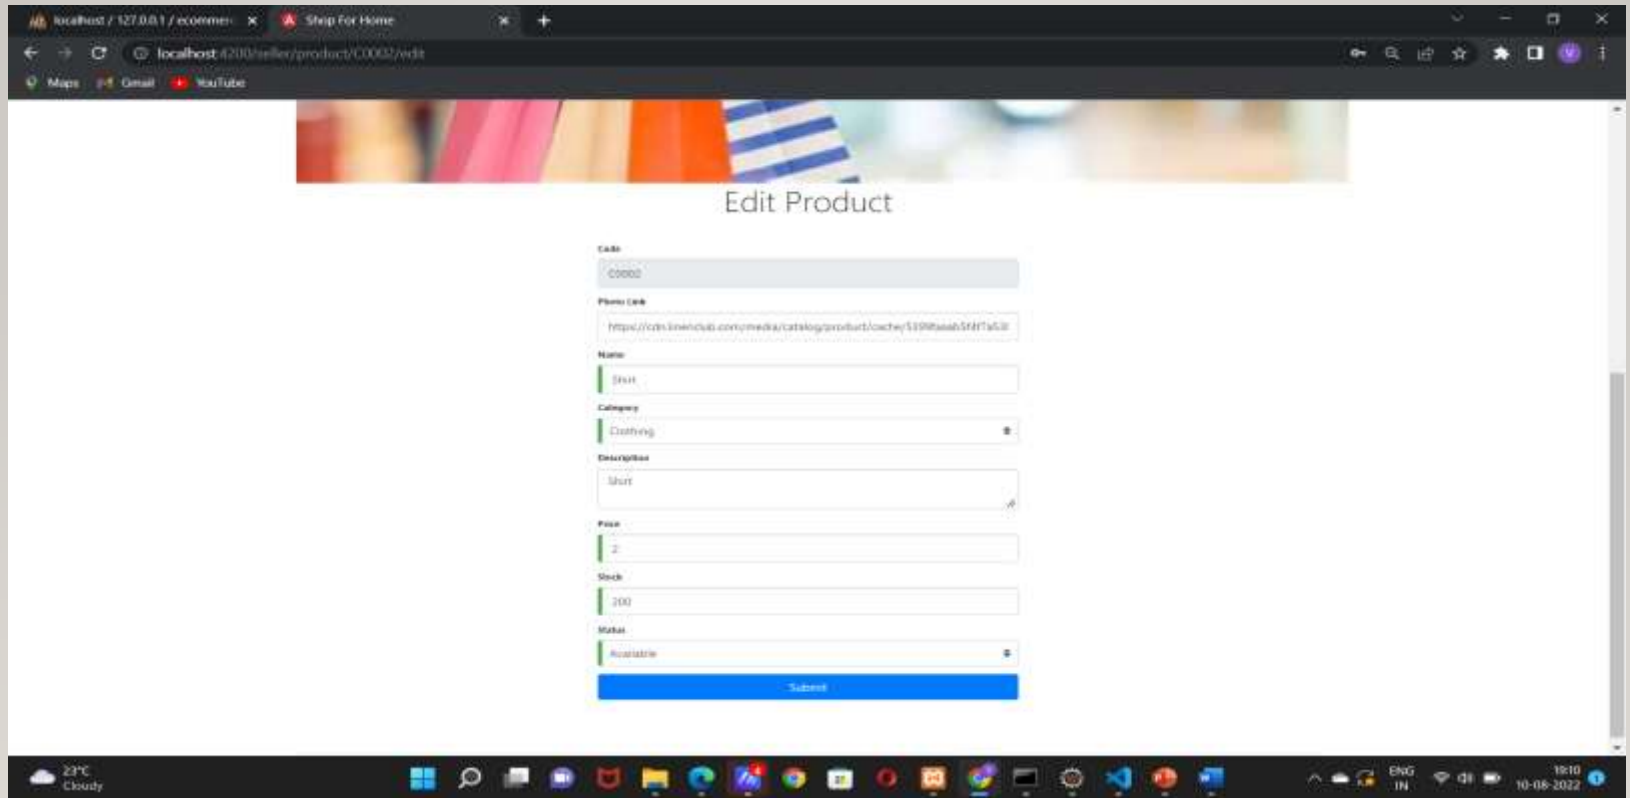 localhost / 127.0.0.1 / ecommerc
Shop For Home
localhost:4200/seller/product/C0002/edit
Maps Gmail YouTube
Edit Product
Code
C0002
Photo Link
Name
Shirt
Category
Clothing
Description
Shirt
Price
2
Stock
200
Status
Available
Submit
23°C
Cloudy
ENG
IN
19:10
10-08-2022